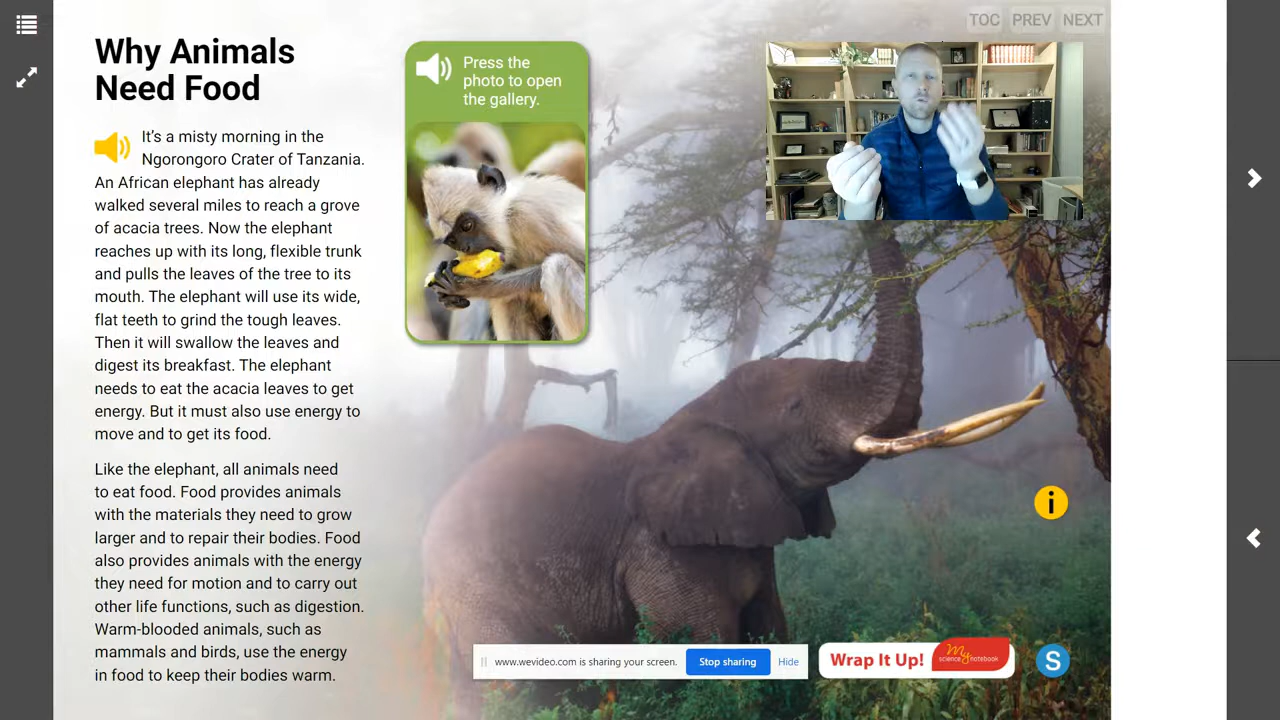 TOC PREV NEXT
Why Animals
Need Food
It's a misty morning in the
Ngorongoro Crater of Tanzania.
An African elephant has already
walked several miles to reach a grove
of acacia trees. Now the elephant
reaches up with its long, flexible trunk
and pulls the leaves of the tree to its
mouth. The elephant will use its wide,
flat teeth to grind the tough leaves.
Then it will swallow the leaves and
digest its breakfast. The elephant
needs to eat the acacia leaves to get
energy. But it must also use energy to
move and to get its food.
Like the elephant, all animals need
to eat food. Food provides animals
with the materials they need to grow
larger and to repair their bodies. Food
also provides animals with the energy
they need for motion and to carry out
other life functions, such as digestion.
Warm-blooded animals, such as
mammals and birds, use the energy
in food to keep their bodies warm.
Press the
photo to open
the gallery.
i
www.wevideo.com is sharing your screen. Stop sharing Hide
Wrap It Up! My science notebook
S